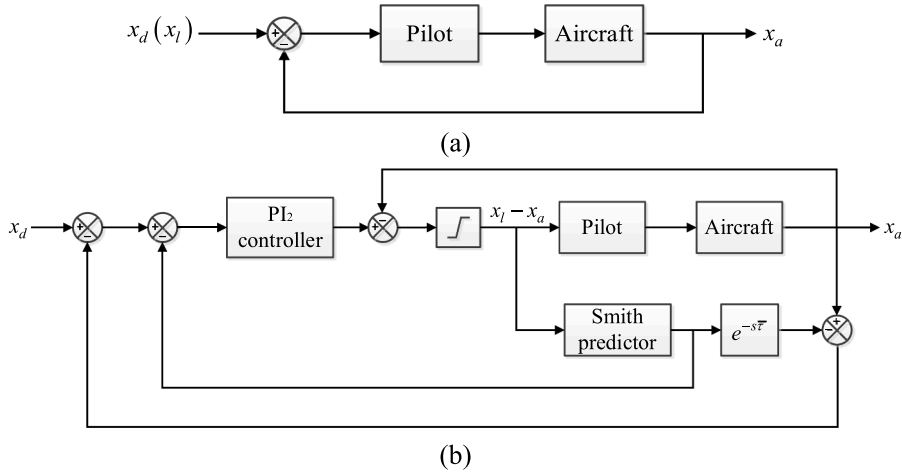 x_d (x_l)
+
−
Pilot
Aircraft
x_a
(a)
x_d
+
−
+
−
PI₂
controller
−
+
x_l − x_a
Pilot
Aircraft
x_a
Smith
predictor
e^{−sτ̅}
+
−
(b)